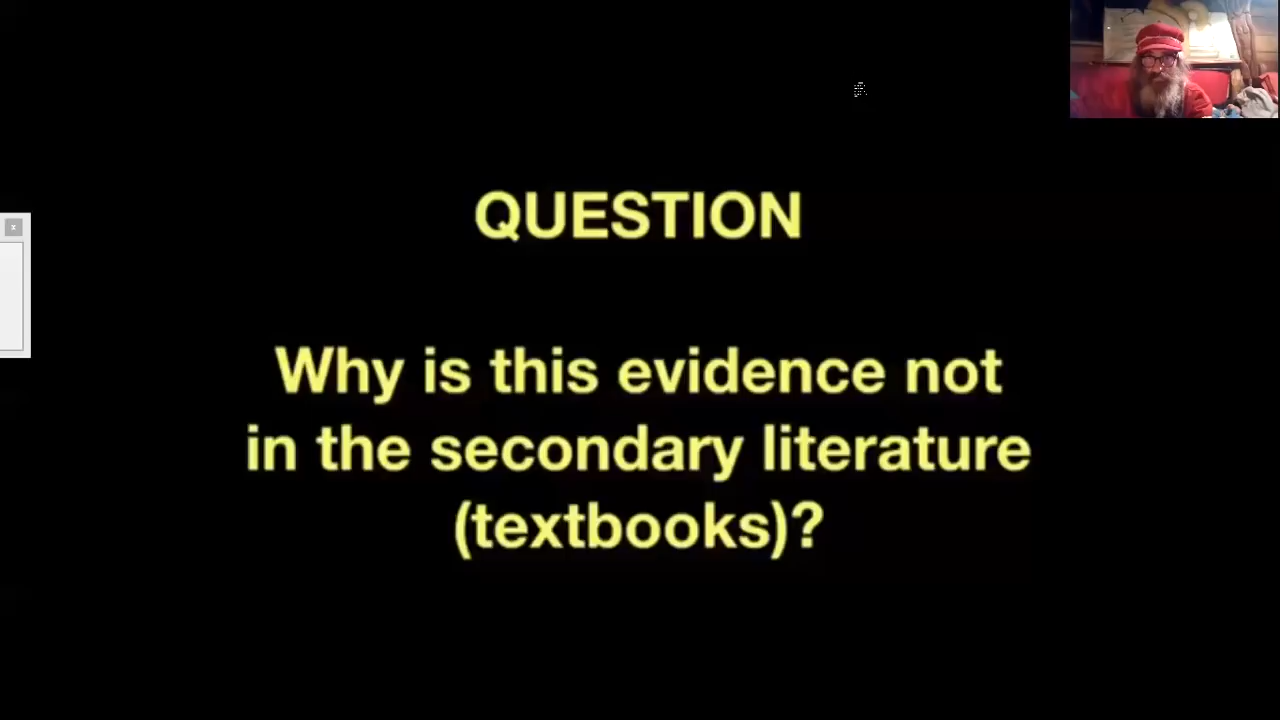 QUESTION
Why is this evidence not
in the secondary literature
(textbooks)?
x